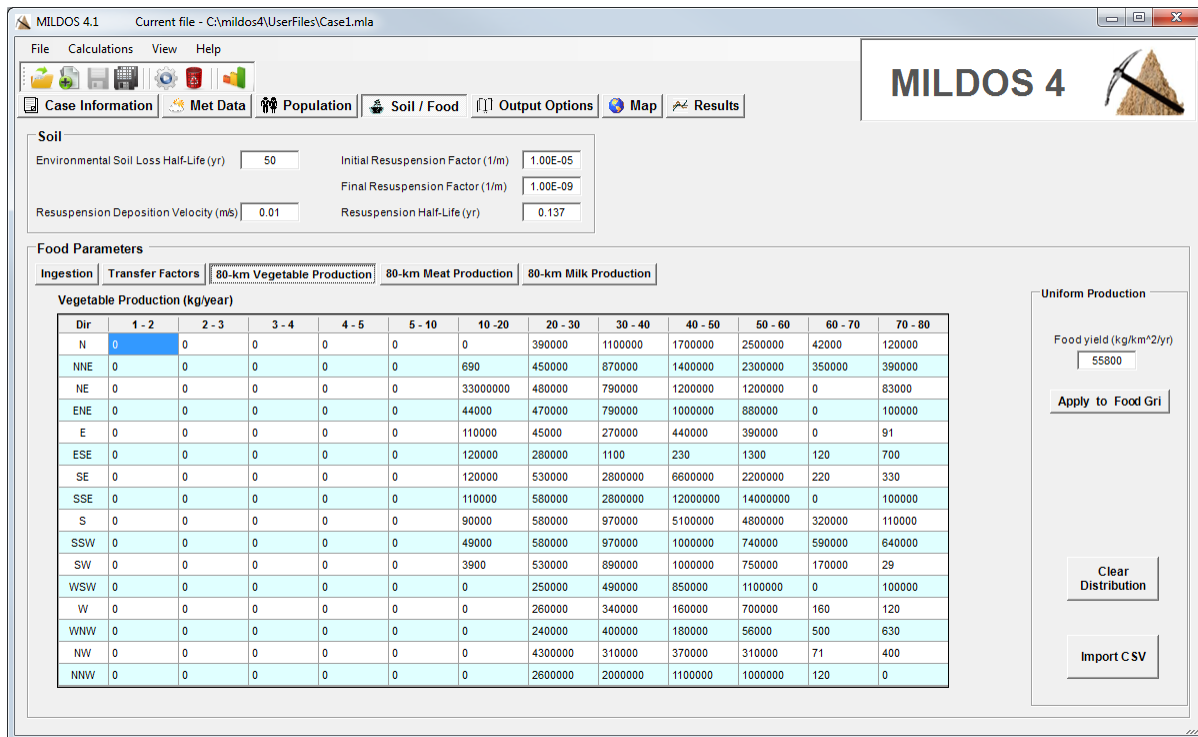 MILDOS 4.1 Current file - C:\mildos4\UserFiles\Case1.mla
File Calculations View Help
MILDOS 4
Case Information Met Data Population Soil / Food Output Options Map Results
Soil
Environmental Soil Loss Half-Life (yr) 50 Initial Resuspension Factor (1/m) 1.00E-05
Final Resuspension Factor (1/m) 1.00E-09
Resuspension Deposition Velocity (m/s) 0.01 Resuspension Half-Life (yr) 0.137
Food Parameters
Ingestion Transfer Factors 80-km Vegetable Production 80-km Meat Production 80-km Milk Production
Vegetable Production (kg/year)
Dir 1 - 2 2 - 3 3 - 4 4 - 5 5 - 10 10 -20 20 - 30 30 - 40 40 - 50 50 - 60 60 - 70 70 - 80
N 0 0 0 0 0 0 390000 1100000 1700000 2500000 42000 120000
NNE 0 0 0 0 0 690 450000 870000 1400000 2300000 350000 390000
NE 0 0 0 0 0 33000000 480000 790000 1200000 1200000 0 83000
ENE 0 0 0 0 0 44000 470000 790000 1000000 880000 0 100000
E 0 0 0 0 0 110000 45000 270000 440000 390000 0 91
ESE 0 0 0 0 0 120000 280000 1100 230 1300 120 700
SE 0 0 0 0 0 120000 530000 2800000 6600000 2200000 220 330
SSE 0 0 0 0 0 110000 580000 2800000 12000000 14000000 0 100000
S 0 0 0 0 0 90000 580000 970000 5100000 4800000 320000 110000
SSW 0 0 0 0 0 49000 580000 970000 1000000 740000 590000 640000
SW 0 0 0 0 0 3900 530000 890000 1000000 750000 170000 29
WSW 0 0 0 0 0 0 250000 490000 850000 1100000 0 100000
W 0 0 0 0 0 0 260000 340000 160000 700000 160 120
WNW 0 0 0 0 0 0 240000 400000 180000 56000 500 630
NW 0 0 0 0 0 0 4300000 310000 370000 310000 71 400
NNW 0 0 0 0 0 0 2600000 2000000 1100000 1000000 120 0
Uniform Production
Food yield (kg/km^2/yr)
55800
Apply to Food Gri
Clear
Distribution
Import CSV